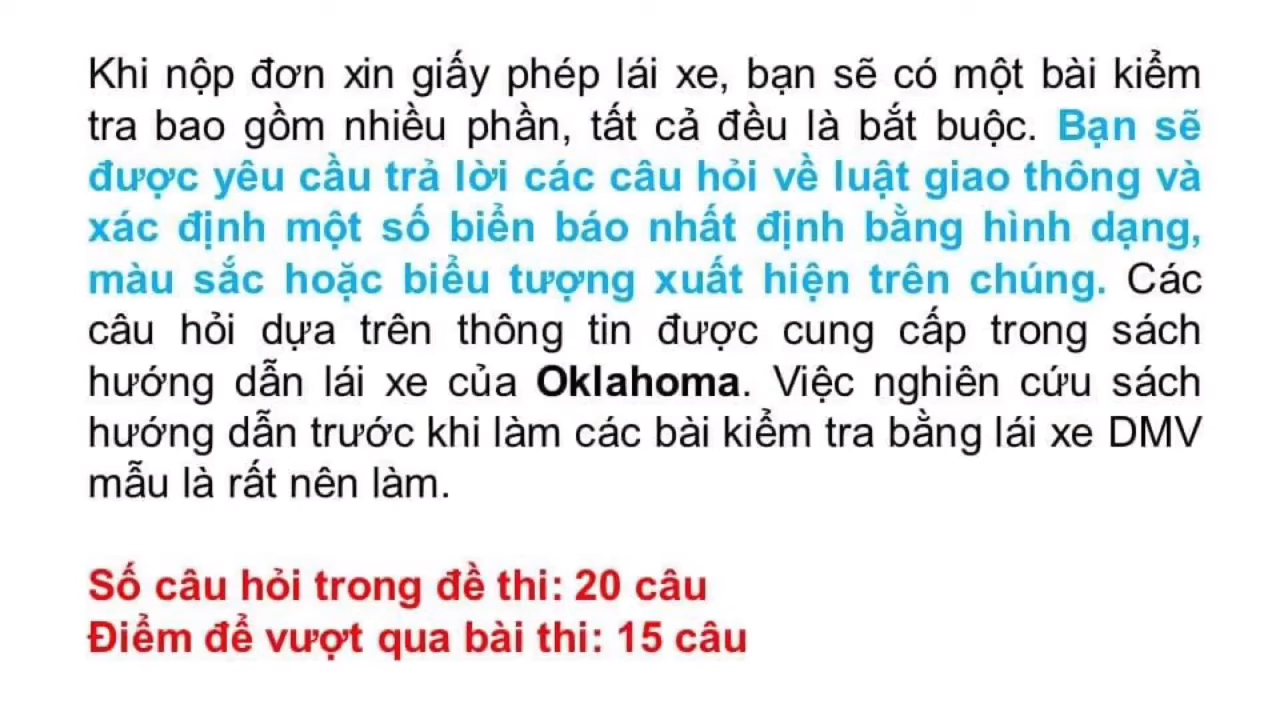 Khi nộp đơn xin giấy phép lái xe, bạn sẽ có một bài kiểm
tra bao gồm nhiều phần, tất cả đều là bắt buộc. Bạn sẽ
được yêu cầu trả lời các câu hỏi về luật giao thông và
xác định một số biển báo nhất định bằng hình dạng,
màu sắc hoặc biểu tượng xuất hiện trên chúng. Các
câu hỏi dựa trên thông tin được cung cấp trong sách
hướng dẫn lái xe của Oklahoma. Việc nghiên cứu sách
hướng dẫn trước khi làm các bài kiểm tra bằng lái xe DMV
mẫu là rất nên làm.
Số câu hỏi trong đề thi: 20 câu
Điểm để vượt qua bài thi: 15 câu